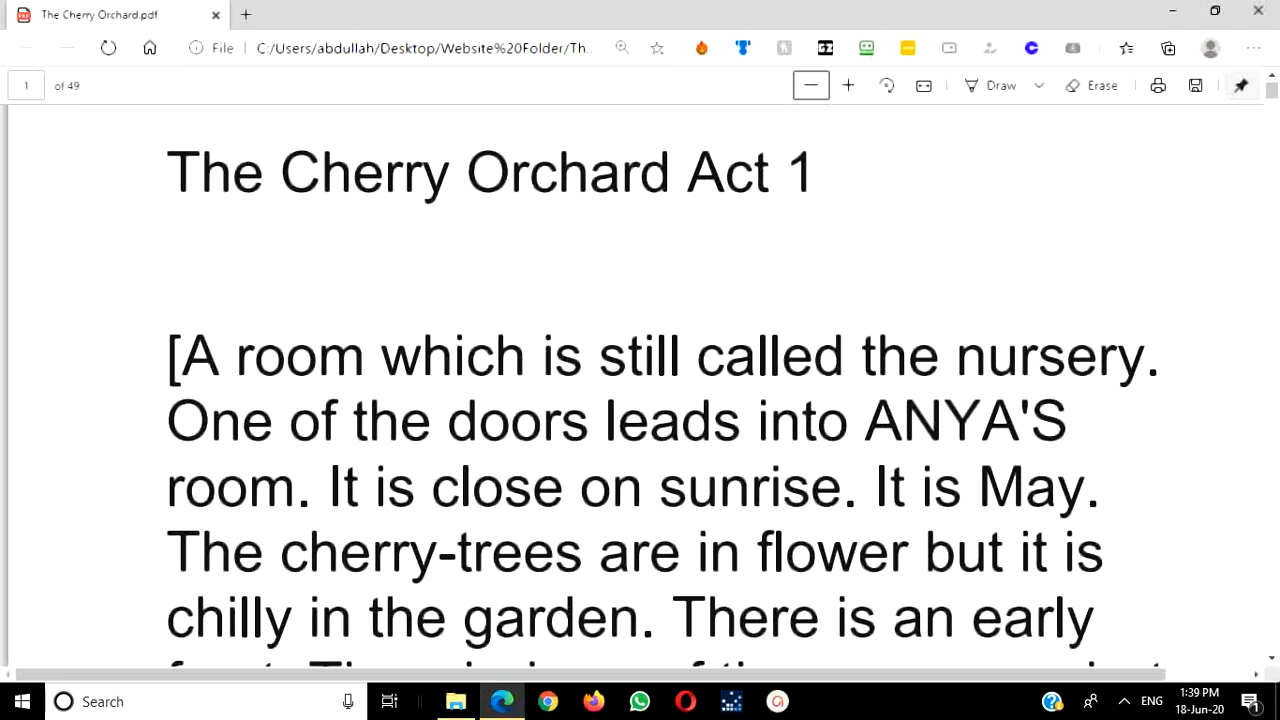 The Cherry Orchard.pdf
File C:/Users/abdullah/Desktop/Website%20Folder/Th..
1 of 49 Draw Erase
The Cherry Orchard Act 1
[A room which is still called the nursery.
One of the doors leads into ANYA'S
room. It is close on sunrise. It is May.
The cherry-trees are in flower but it is
chilly in the garden. There is an early
Search
ENG
1:39 PM
18-Jun-20